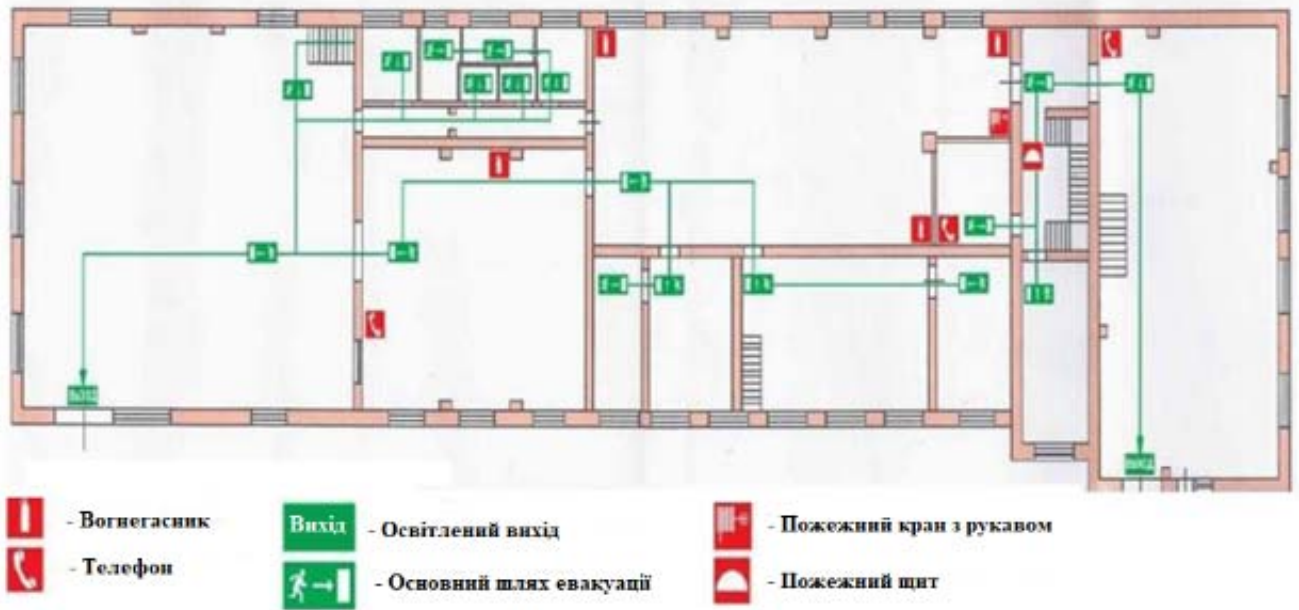 - Вогнегасник
Вихід - Освітлений вихід
- Пожежний кран з рукавом
- Телефон
- Основний шлях евакуації
- Пожежний щит